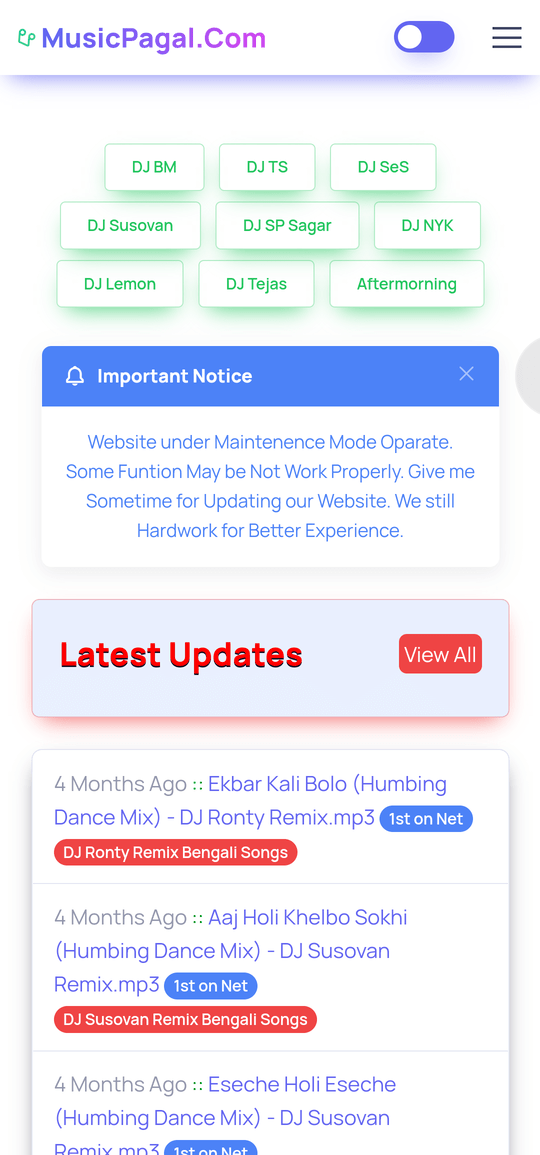 MusicPagal.Com
DJ BM DJ TS DJ SeS
DJ Susovan DJ SP Sagar DJ NYK
DJ Lemon DJ Tejas Aftermorning
Important Notice
Website under Maintenence Mode Oparate.
Some Funtion May be Not Work Properly. Give me
Sometime for Updating our Website. We still
Hardwork for Better Experience.
Latest Updates View All
4 Months Ago :: Ekbar Kali Bolo (Humbing
Dance Mix) - DJ Ronty Remix.mp3 1st on Net
DJ Ronty Remix Bengali Songs
4 Months Ago :: Aaj Holi Khelbo Sokhi
(Humbing Dance Mix) - DJ Susovan
Remix.mp3 1st on Net
DJ Susovan Remix Bengali Songs
4 Months Ago :: Eseche Holi Eseche
(Humbing Dance Mix) - DJ Susovan
Remix.mp3 1st on Net